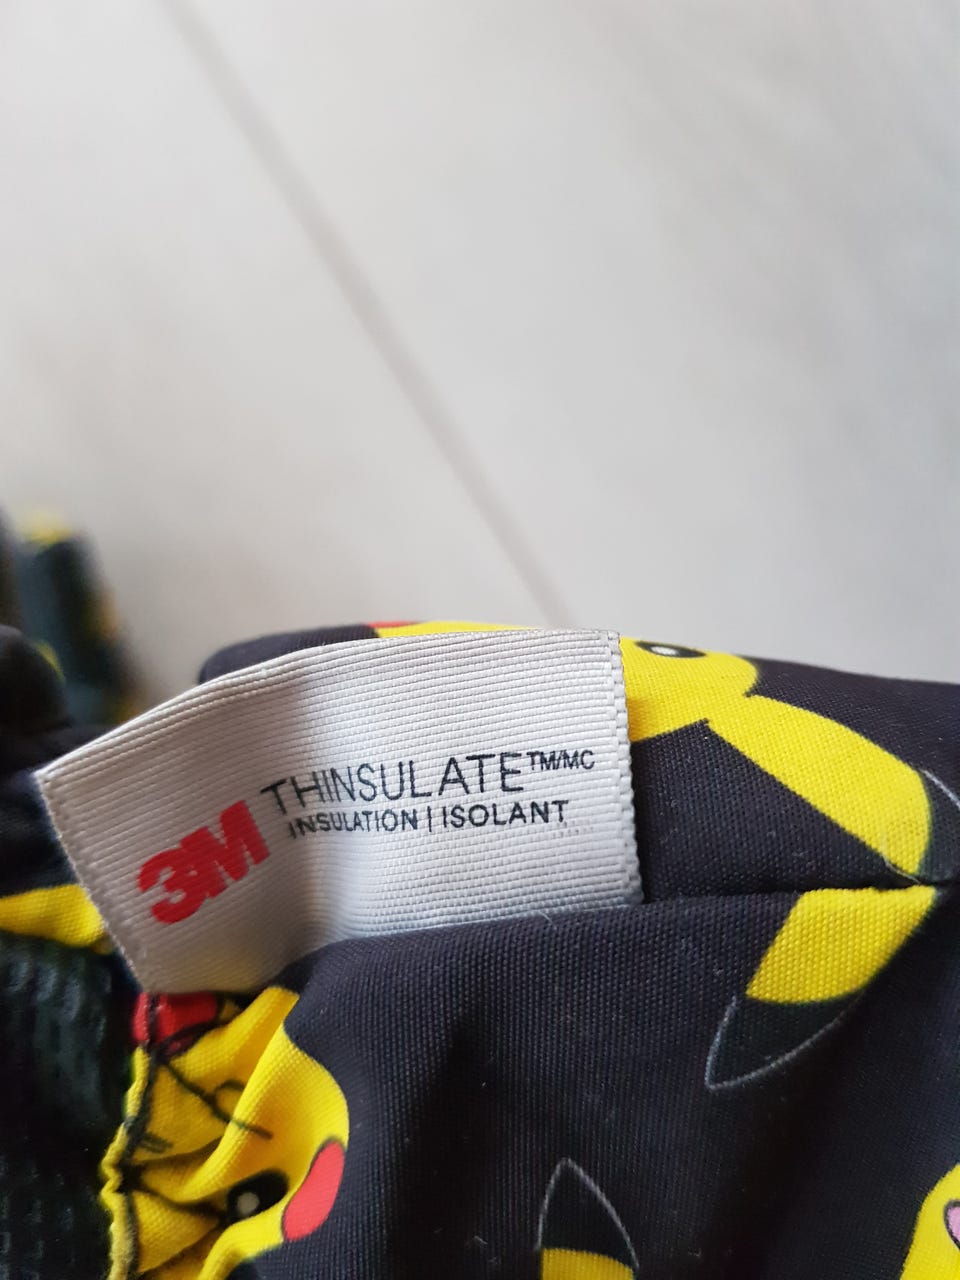 3M THINSULATE™/MC
INSULATION | ISOLANT